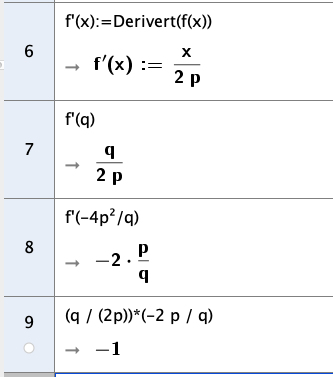 6
f'(x):=Derivert(f(x))
→ f′(x) := x / 2 p
7
f'(q)
→ q / 2 p
8
f'(-4p²/q)
→ −2 · p / q
9
(q / (2p))*(-2 p / q)
→ −1